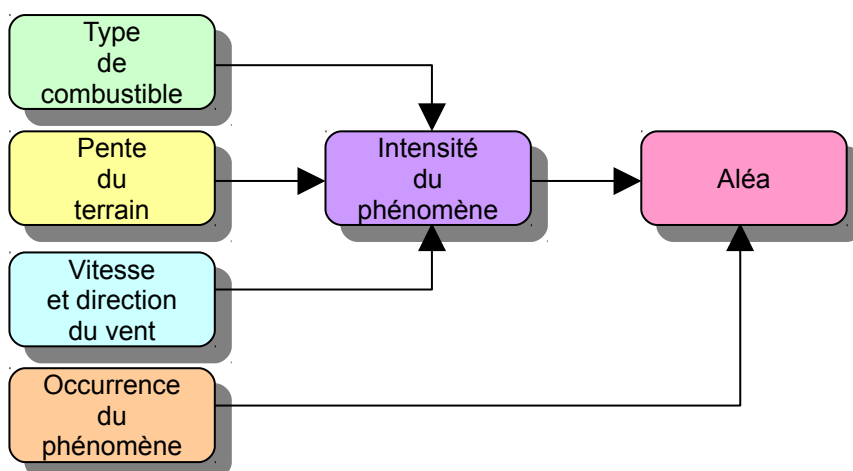 Type
de
combustible
Pente
du
terrain
Intensité
du
phénomène
Aléa
Vitesse
et direction
du vent
Occurrence
du
phénomène